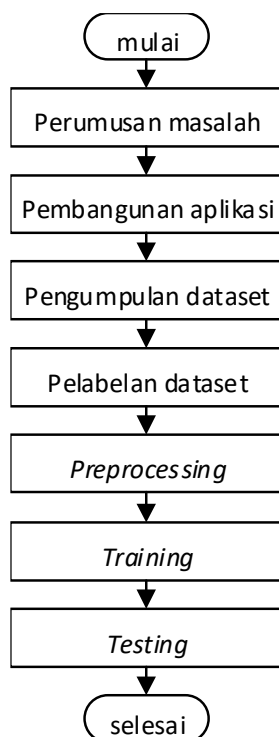 mulai
Perumusan masalah
Pembangunan aplikasi
Pengumpulan dataset
Pelabelan dataset
Preprocessing
Training
Testing
selesai